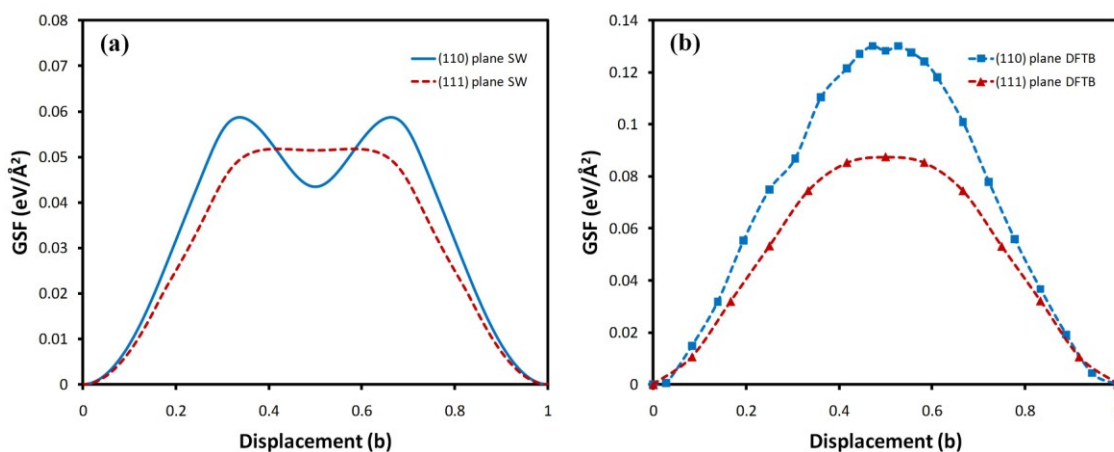 (a)
GSF (eV/Å²)
0.08
0.07
0.06
0.05
0.04
0.03
0.02
0.01
0
(110) plane SW
(111) plane SW
0 0.2 0.4 0.6 0.8 1
Displacement (b)
(b)
GSF (eV/Å²)
0.14
0.12
0.1
0.08
0.06
0.04
0.02
0
(110) plane DFTB
(111) plane DFTB
0 0.2 0.4 0.6 0.8 1
Displacement (b)